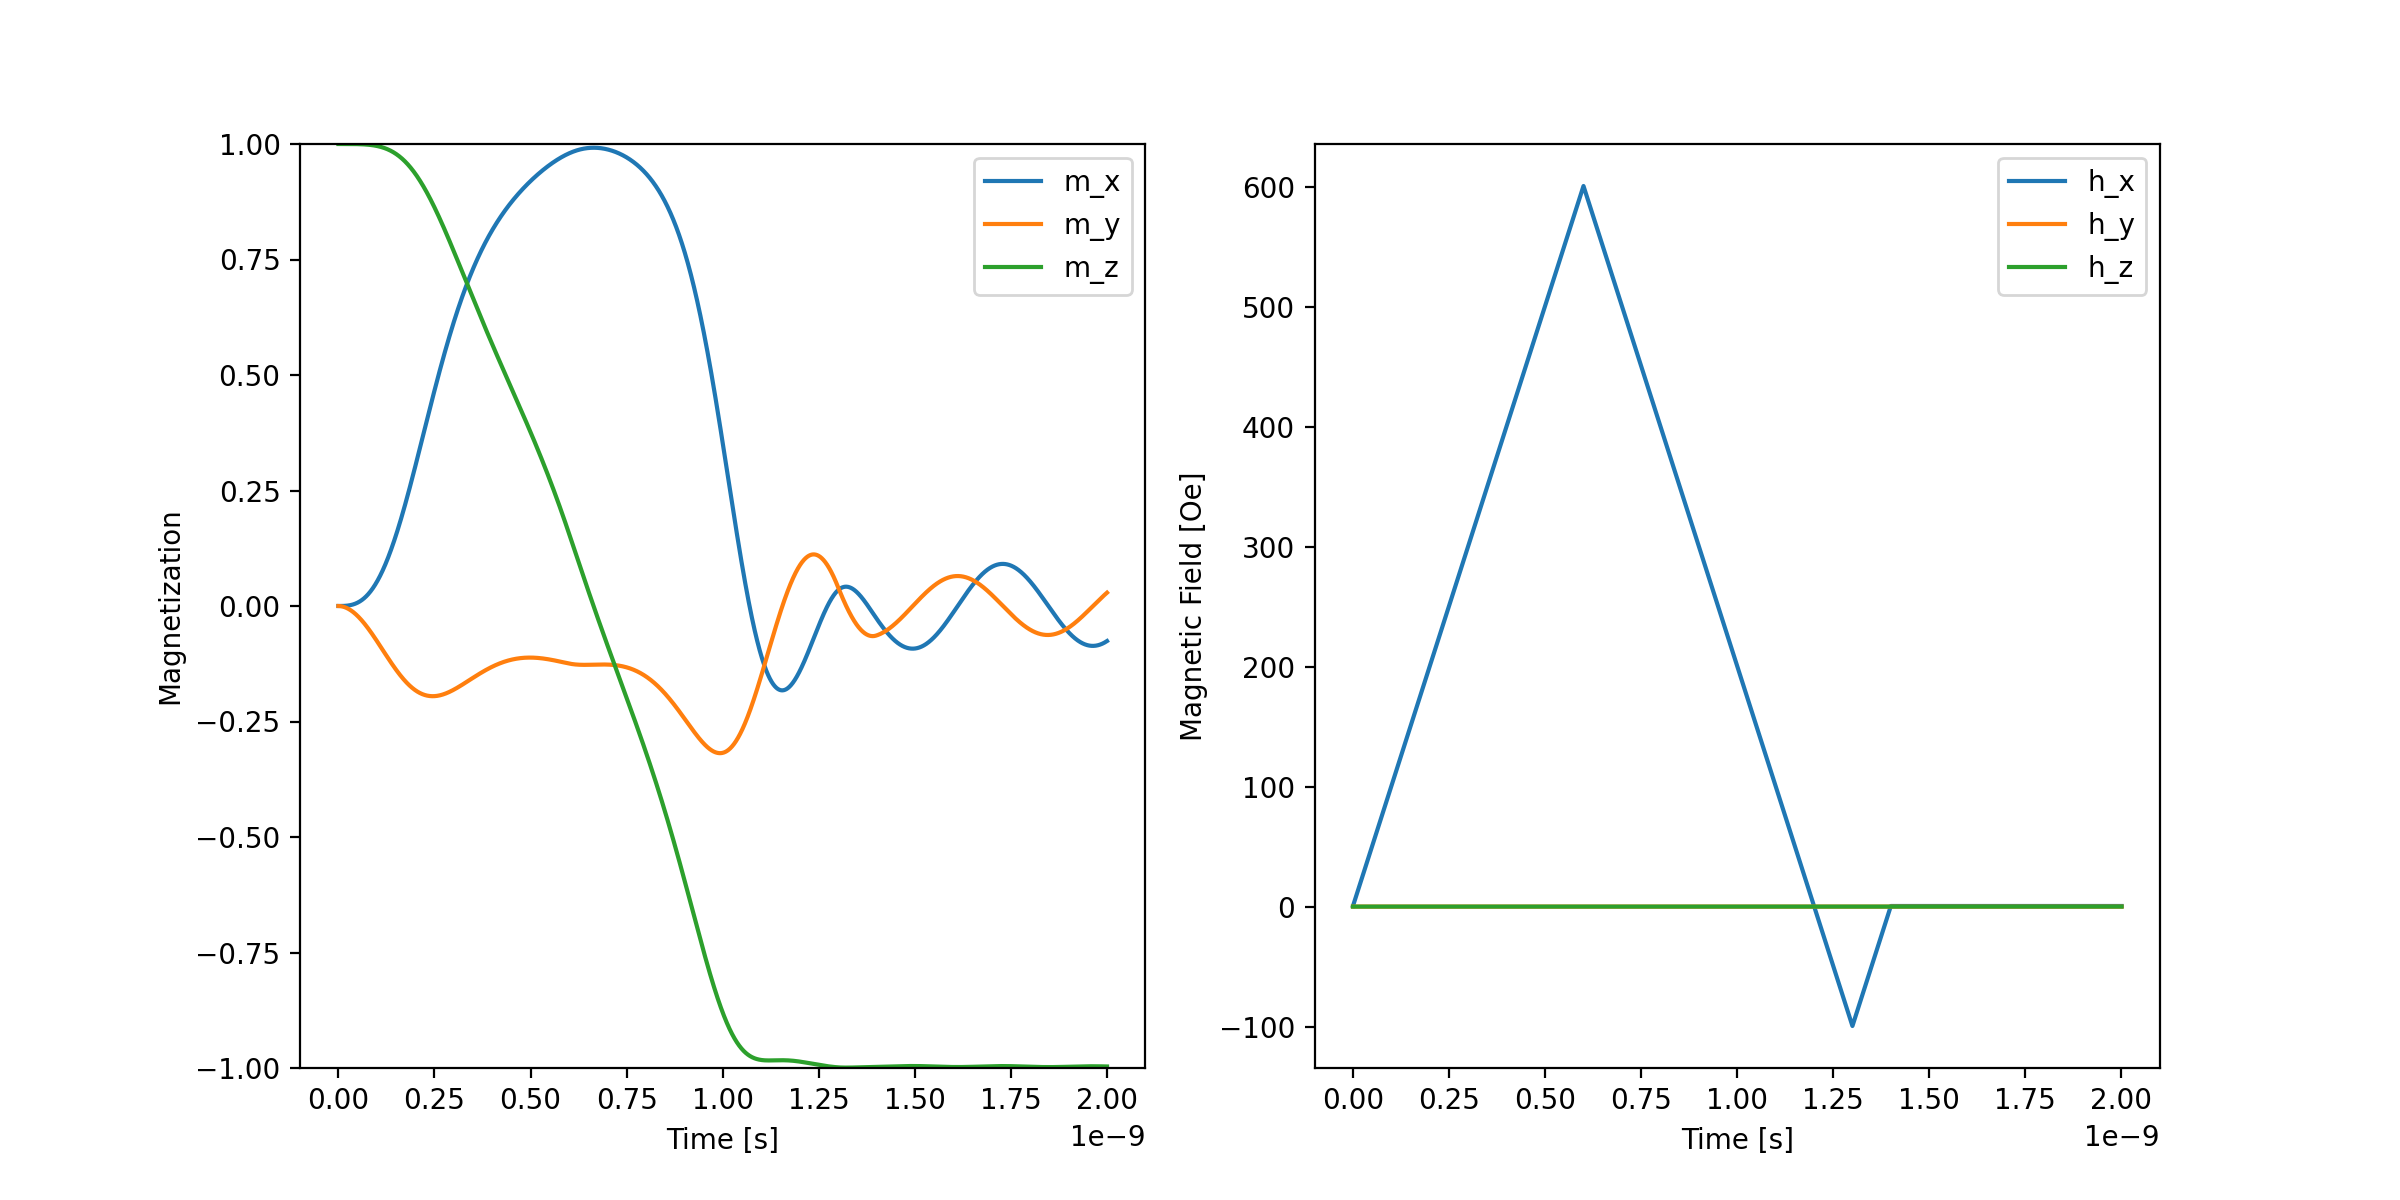 Magnetization
1.00
0.75
0.50
0.25
0.00
−0.25
−0.50
−0.75
−1.00
m_x
m_y
m_z
0.00 0.25 0.50 0.75 1.00 1.25 1.50 1.75 2.00
Time [s]
1e−9
Magnetic Field [Oe]
600
500
400
300
200
100
0
−100
h_x
h_y
h_z
0.00 0.25 0.50 0.75 1.00 1.25 1.50 1.75 2.00
Time [s]
1e−9